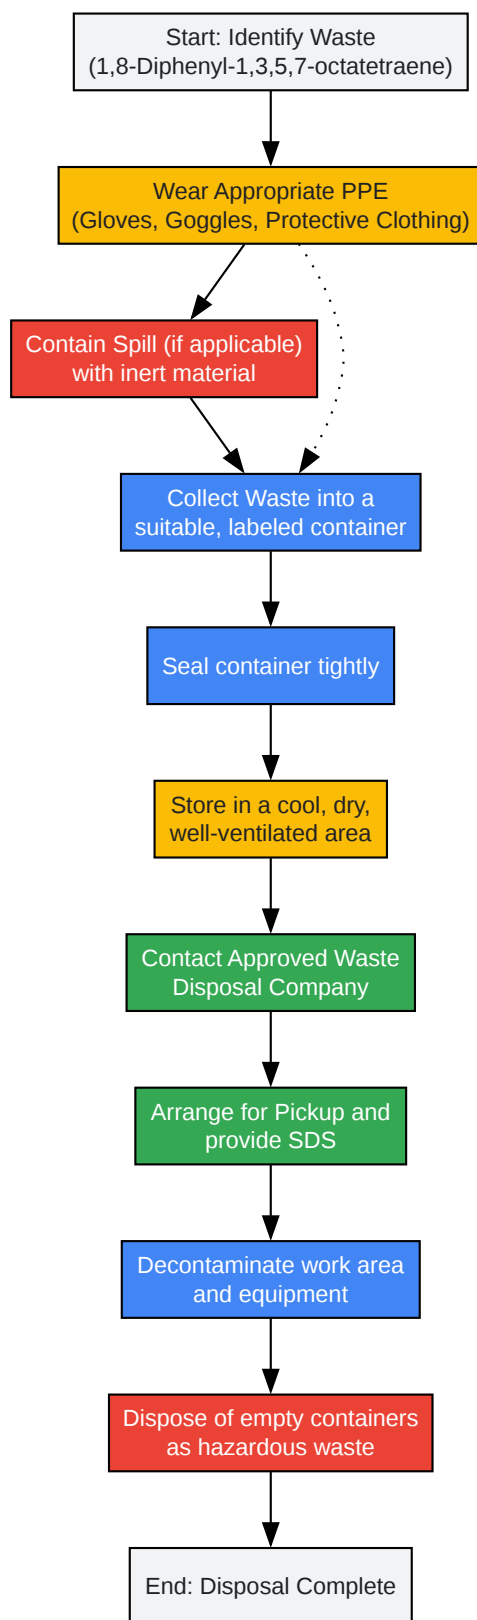 Start: Identify Waste
(1,8-Diphenyl-1,3,5,7-octatetraene)
Wear Appropriate PPE
(Gloves, Goggles, Protective Clothing)
Contain Spill (if applicable)
with inert material
Collect Waste into a
suitable, labeled container
Seal container tightly
Store in a cool, dry,
well-ventilated area
Contact Approved Waste
Disposal Company
Arrange for Pickup and
provide SDS
Decontaminate work area
and equipment
Dispose of empty containers
as hazardous waste
End: Disposal Complete